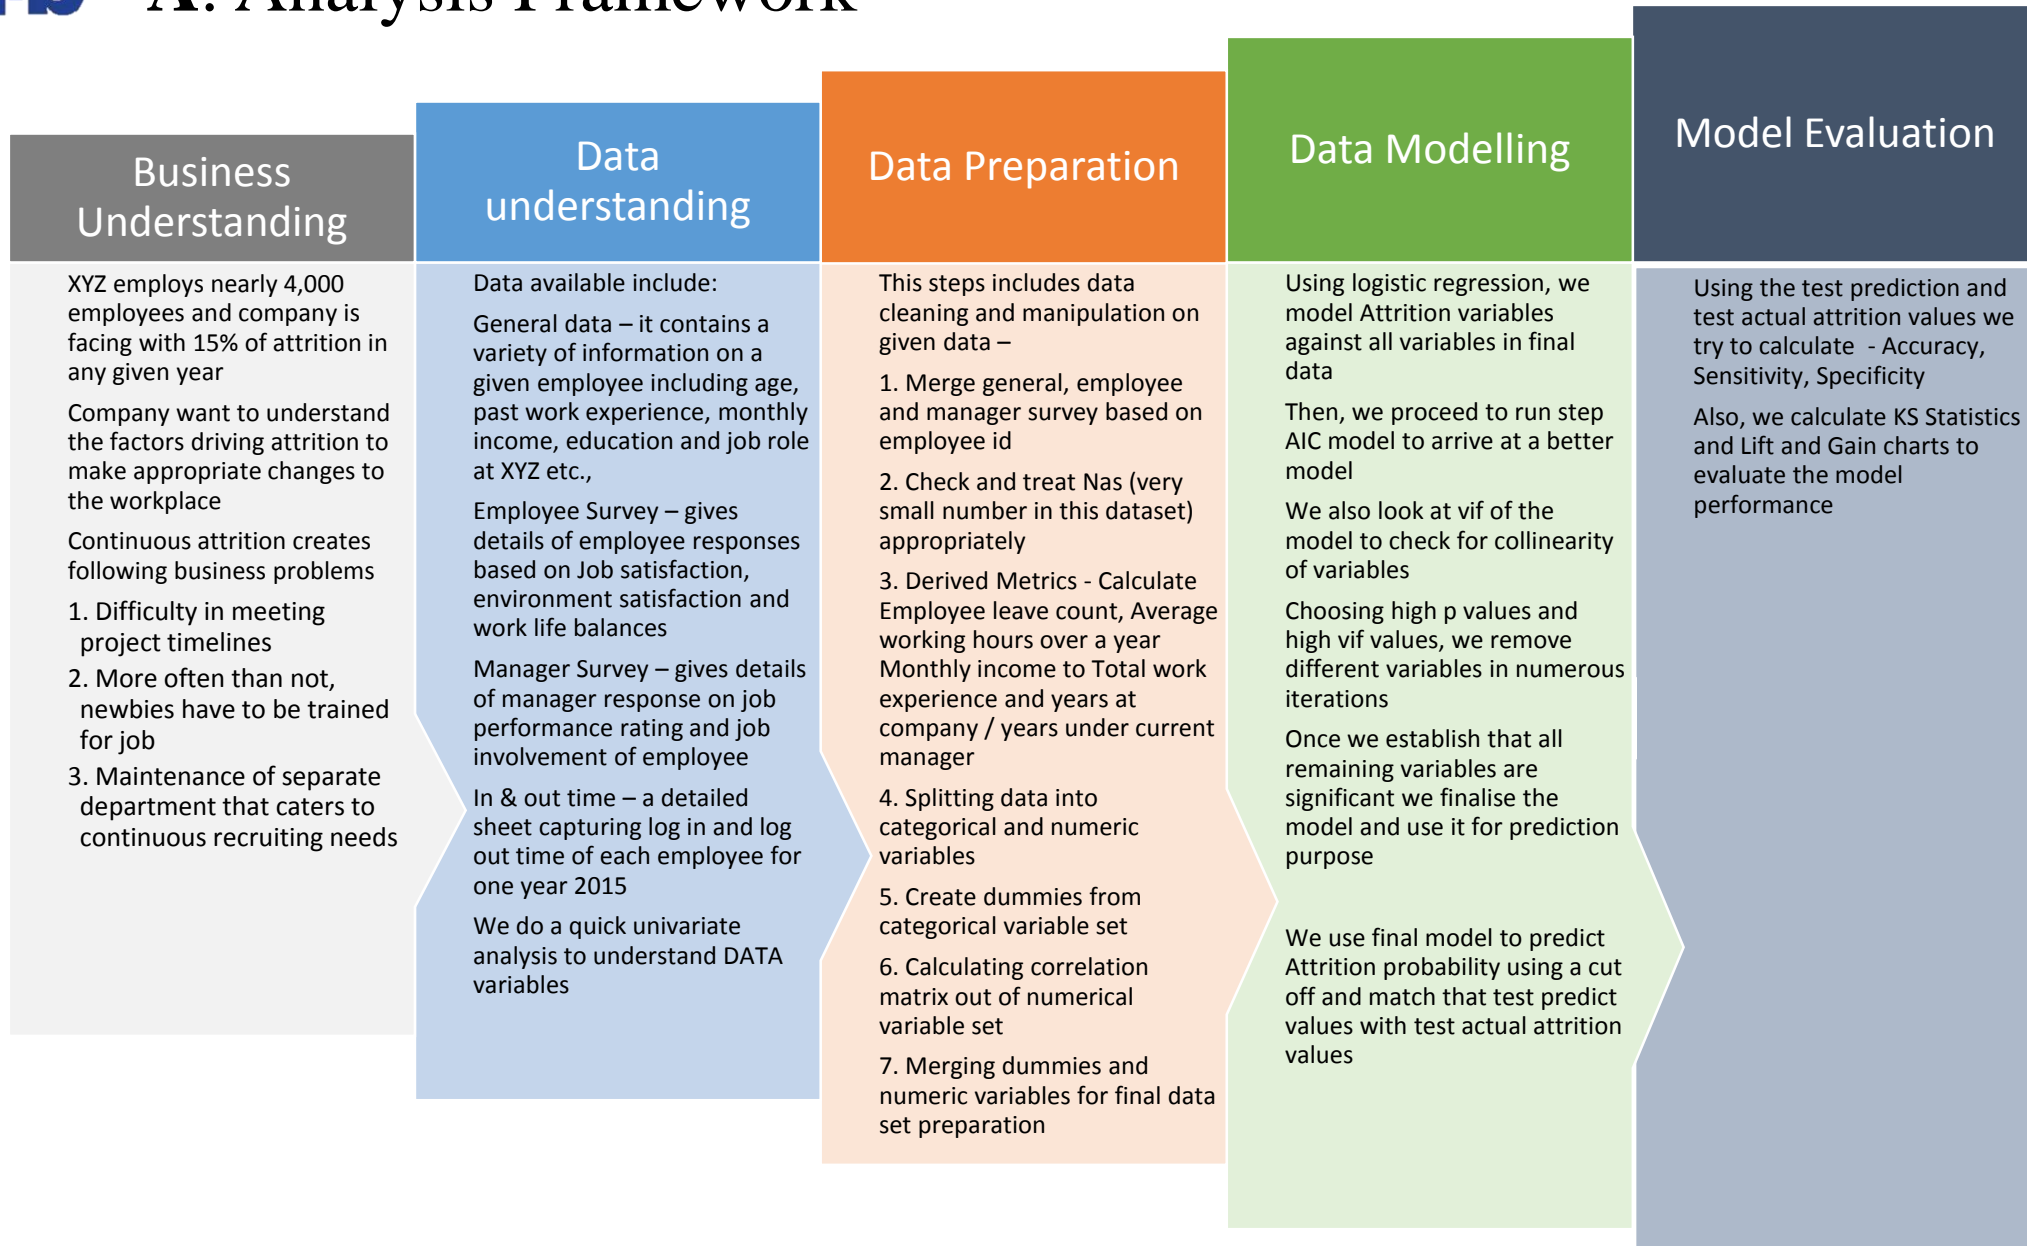 A. Analysis Framework
Business
Understanding
XYZ employs nearly 4,000
employees and company is
facing with 15% of attrition in
any given year
Company want to understand
the factors driving attrition to
make appropriate changes to
the workplace
Continuous attrition creates
following business problems
1. Difficulty in meeting
project timelines
2. More often than not,
newbies have to be trained
for job
3. Maintenance of separate
department that caters to
continuous recruiting needs
Data
understanding
Data available include:
General data – it contains a
variety of information on a
given employee including age,
past work experience, monthly
income, education and job role
at XYZ etc.,
Employee Survey – gives
details of employee responses
based on Job satisfaction,
environment satisfaction and
work life balances
Manager Survey – gives details
of manager response on job
performance rating and job
involvement of employee
In & out time – a detailed
sheet capturing log in and log
out time of each employee for
one year 2015
We do a quick univariate
analysis to understand DATA
variables
Data Preparation
This steps includes data
cleaning and manipulation on
given data –
1. Merge general, employee
and manager survey based on
employee id
2. Check and treat Nas (very
small number in this dataset)
appropriately
3. Derived Metrics - Calculate
Employee leave count, Average
working hours over a year
Monthly income to Total work
experience and years at
company / years under current
manager
4. Splitting data into
categorical and numeric
variables
5. Create dummies from
categorical variable set
6. Calculating correlation
matrix out of numerical
variable set
7. Merging dummies and
numeric variables for final data
set preparation
Data Modelling
Using logistic regression, we
model Attrition variables
against all variables in final
data
Then, we proceed to run step
AIC model to arrive at a better
model
We also look at vif of the
model to check for collinearity
of variables
Choosing high p values and
high vif values, we remove
different variables in numerous
iterations
Once we establish that all
remaining variables are
significant we finalise the
model and use it for prediction
purpose
We use final model to predict
Attrition probability using a cut
off and match that test predict
values with test actual attrition
values
Model Evaluation
Using the test prediction and
test actual attrition values we
try to calculate  - Accuracy,
Sensitivity, Specificity
Also, we calculate KS Statistics
and Lift and Gain charts to
evaluate the model
performance